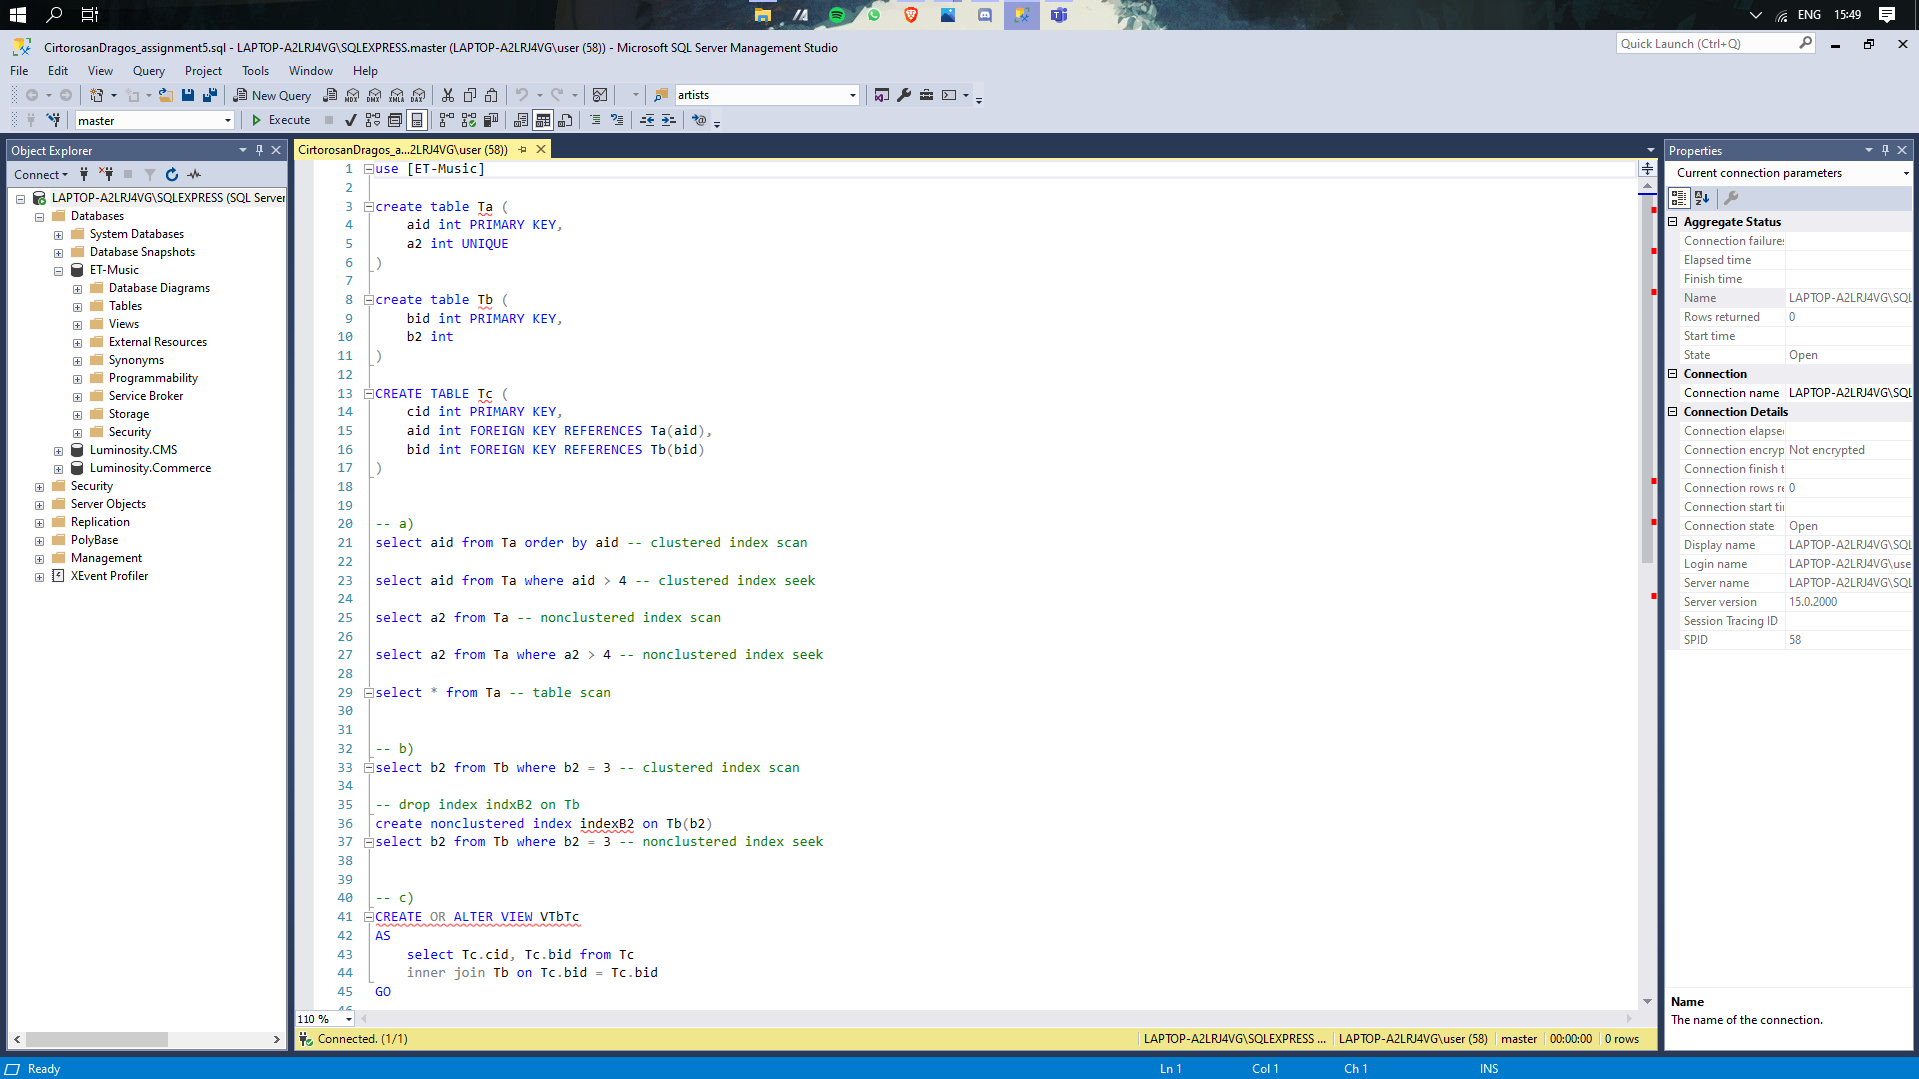 ENG 15:49
CirtorosanDragos_assignment5.sql - LAPTOP-A2LRJ4VG\SQLEXPRESS.master (LAPTOP-A2LRJ4VG\user (58)) - Microsoft SQL Server Management Studio
Quick Launch (Ctrl+Q)
File Edit View Query Project Tools Window Help
New Query MDX DMX XMLA DAX artists
master Execute
Object Explorer
Connect
LAPTOP-A2LRJ4VG\SQLEXPRESS (SQL Server
Databases
System Databases
Database Snapshots
ET-Music
Database Diagrams
Tables
Views
External Resources
Synonyms
Programmability
Service Broker
Storage
Security
Luminosity.CMS
Luminosity.Commerce
Security
Server Objects
Replication
PolyBase
Management
XEvent Profiler
CirtorosanDragos_a...2LRJ4VG\user (58))
1 use [ET-Music]
2
3 create table Ta (
4 aid int PRIMARY KEY,
5 a2 int UNIQUE
6 )
7
8 create table Tb (
9 bid int PRIMARY KEY,
10 b2 int
11 )
12
13 CREATE TABLE Tc (
14 cid int PRIMARY KEY,
15 aid int FOREIGN KEY REFERENCES Ta(aid),
16 bid int FOREIGN KEY REFERENCES Tb(bid)
17 )
18
19
20 -- a)
21 select aid from Ta order by aid -- clustered index scan
22
23 select aid from Ta where aid > 4 -- clustered index seek
24
25 select a2 from Ta -- nonclustered index scan
26
27 select a2 from Ta where a2 > 4 -- nonclustered index seek
28
29 select * from Ta -- table scan
30
31
32 -- b)
33 select b2 from Tb where b2 = 3 -- clustered index scan
34
35 -- drop index indxB2 on Tb
36 create nonclustered index indexB2 on Tb(b2)
37 select b2 from Tb where b2 = 3 -- nonclustered index seek
38
39
40 -- c)
41 CREATE OR ALTER VIEW VTbTc
42 AS
43 select Tc.cid, Tc.bid from Tc
44 inner join Tb on Tc.bid = Tc.bid
45 GO
110 %
Connected. (1/1)
LAPTOP-A2LRJ4VG\SQLEXPRESS ... LAPTOP-A2LRJ4VG\user (58) master 00:00:00 0 rows
Properties
Current connection parameters
Aggregate Status
Connection failures
Elapsed time
Finish time
Name LAPTOP-A2LRJ4VG\SQL
Rows returned 0
Start time
State Open
Connection
Connection name LAPTOP-A2LRJ4VG\SQL
Connection Details
Connection elapse
Connection encryp Not encrypted
Connection finish t
Connection rows re 0
Connection start ti
Connection state Open
Display name LAPTOP-A2LRJ4VG\SQL
Login name LAPTOP-A2LRJ4VG\use
Server name LAPTOP-A2LRJ4VG\SQL
Server version 15.0.2000
Session Tracing ID
SPID 58
Name
The name of the connection.
Ready Ln 1 Col 1 Ch 1 INS